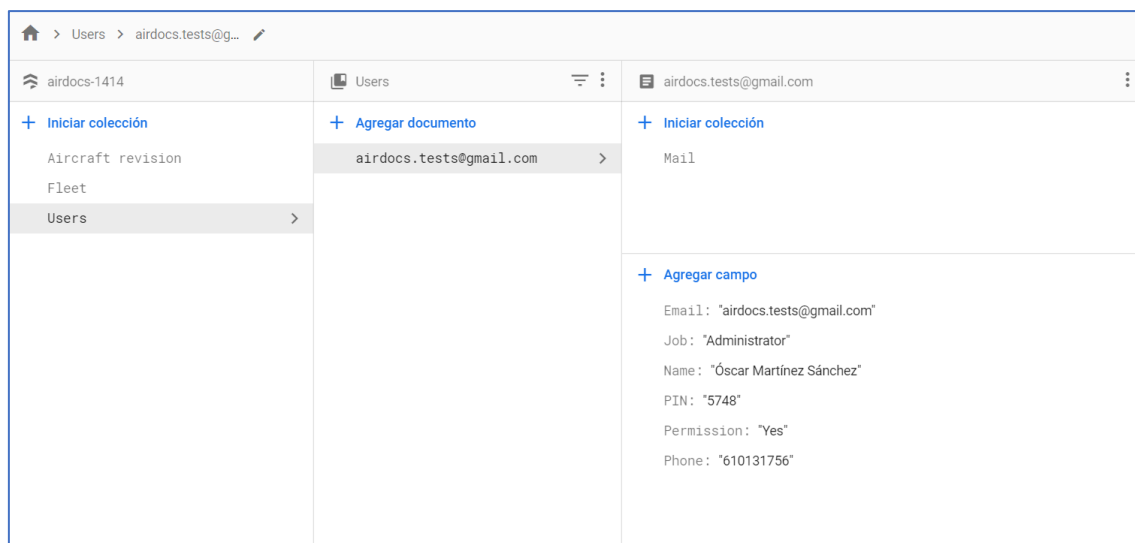 Users > airdocs.tests@g...
airdocs-1414
Iniciar colección
Aircraft revision
Fleet
Users
Users
Agregar documento
airdocs.tests@gmail.com
airdocs.tests@gmail.com
Iniciar colección
Mail
Agregar campo
Email: "airdocs.tests@gmail.com"
Job: "Administrator"
Name: "Óscar Martínez Sánchez"
PIN: "5748"
Permission: "Yes"
Phone: "610131756"